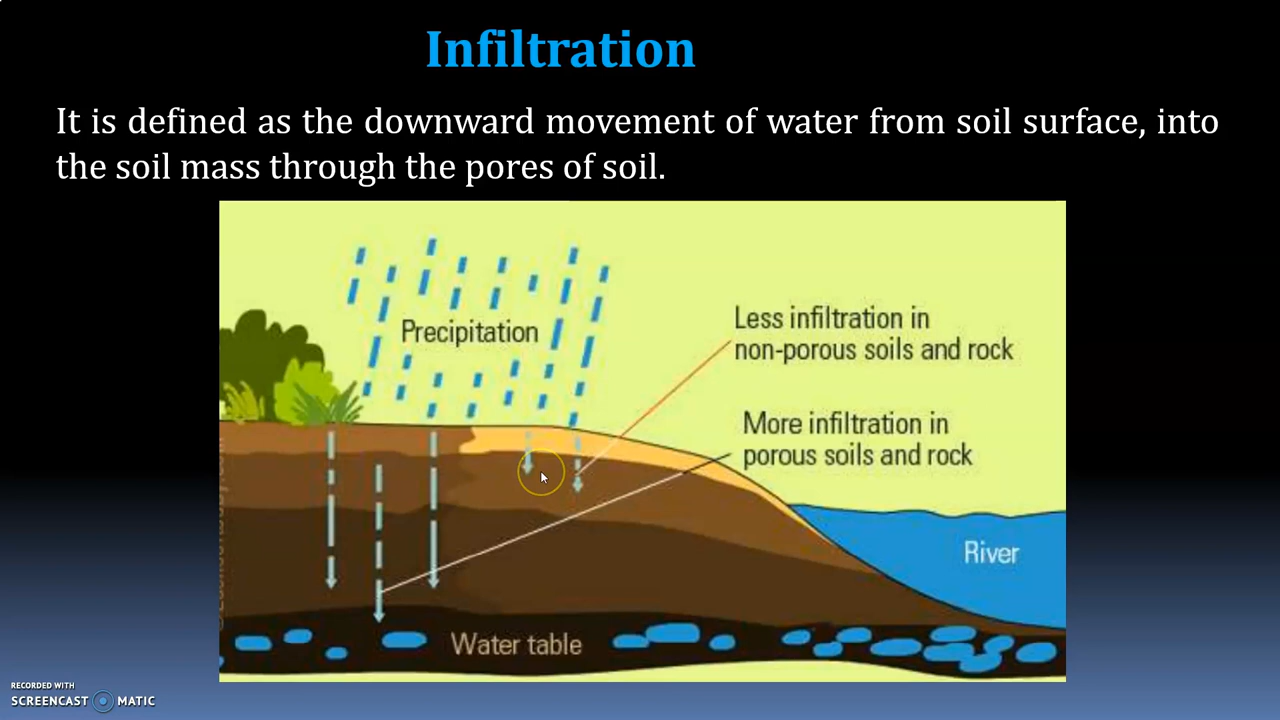 Infiltration
It is defined as the downward movement of water from soil surface, into
the soil mass through the pores of soil.
Precipitation
Less infiltration in
non-porous soils and rock
More infiltration in
porous soils and rock
River
Water table
RECORDED WITH
SCREENCAST MATIC